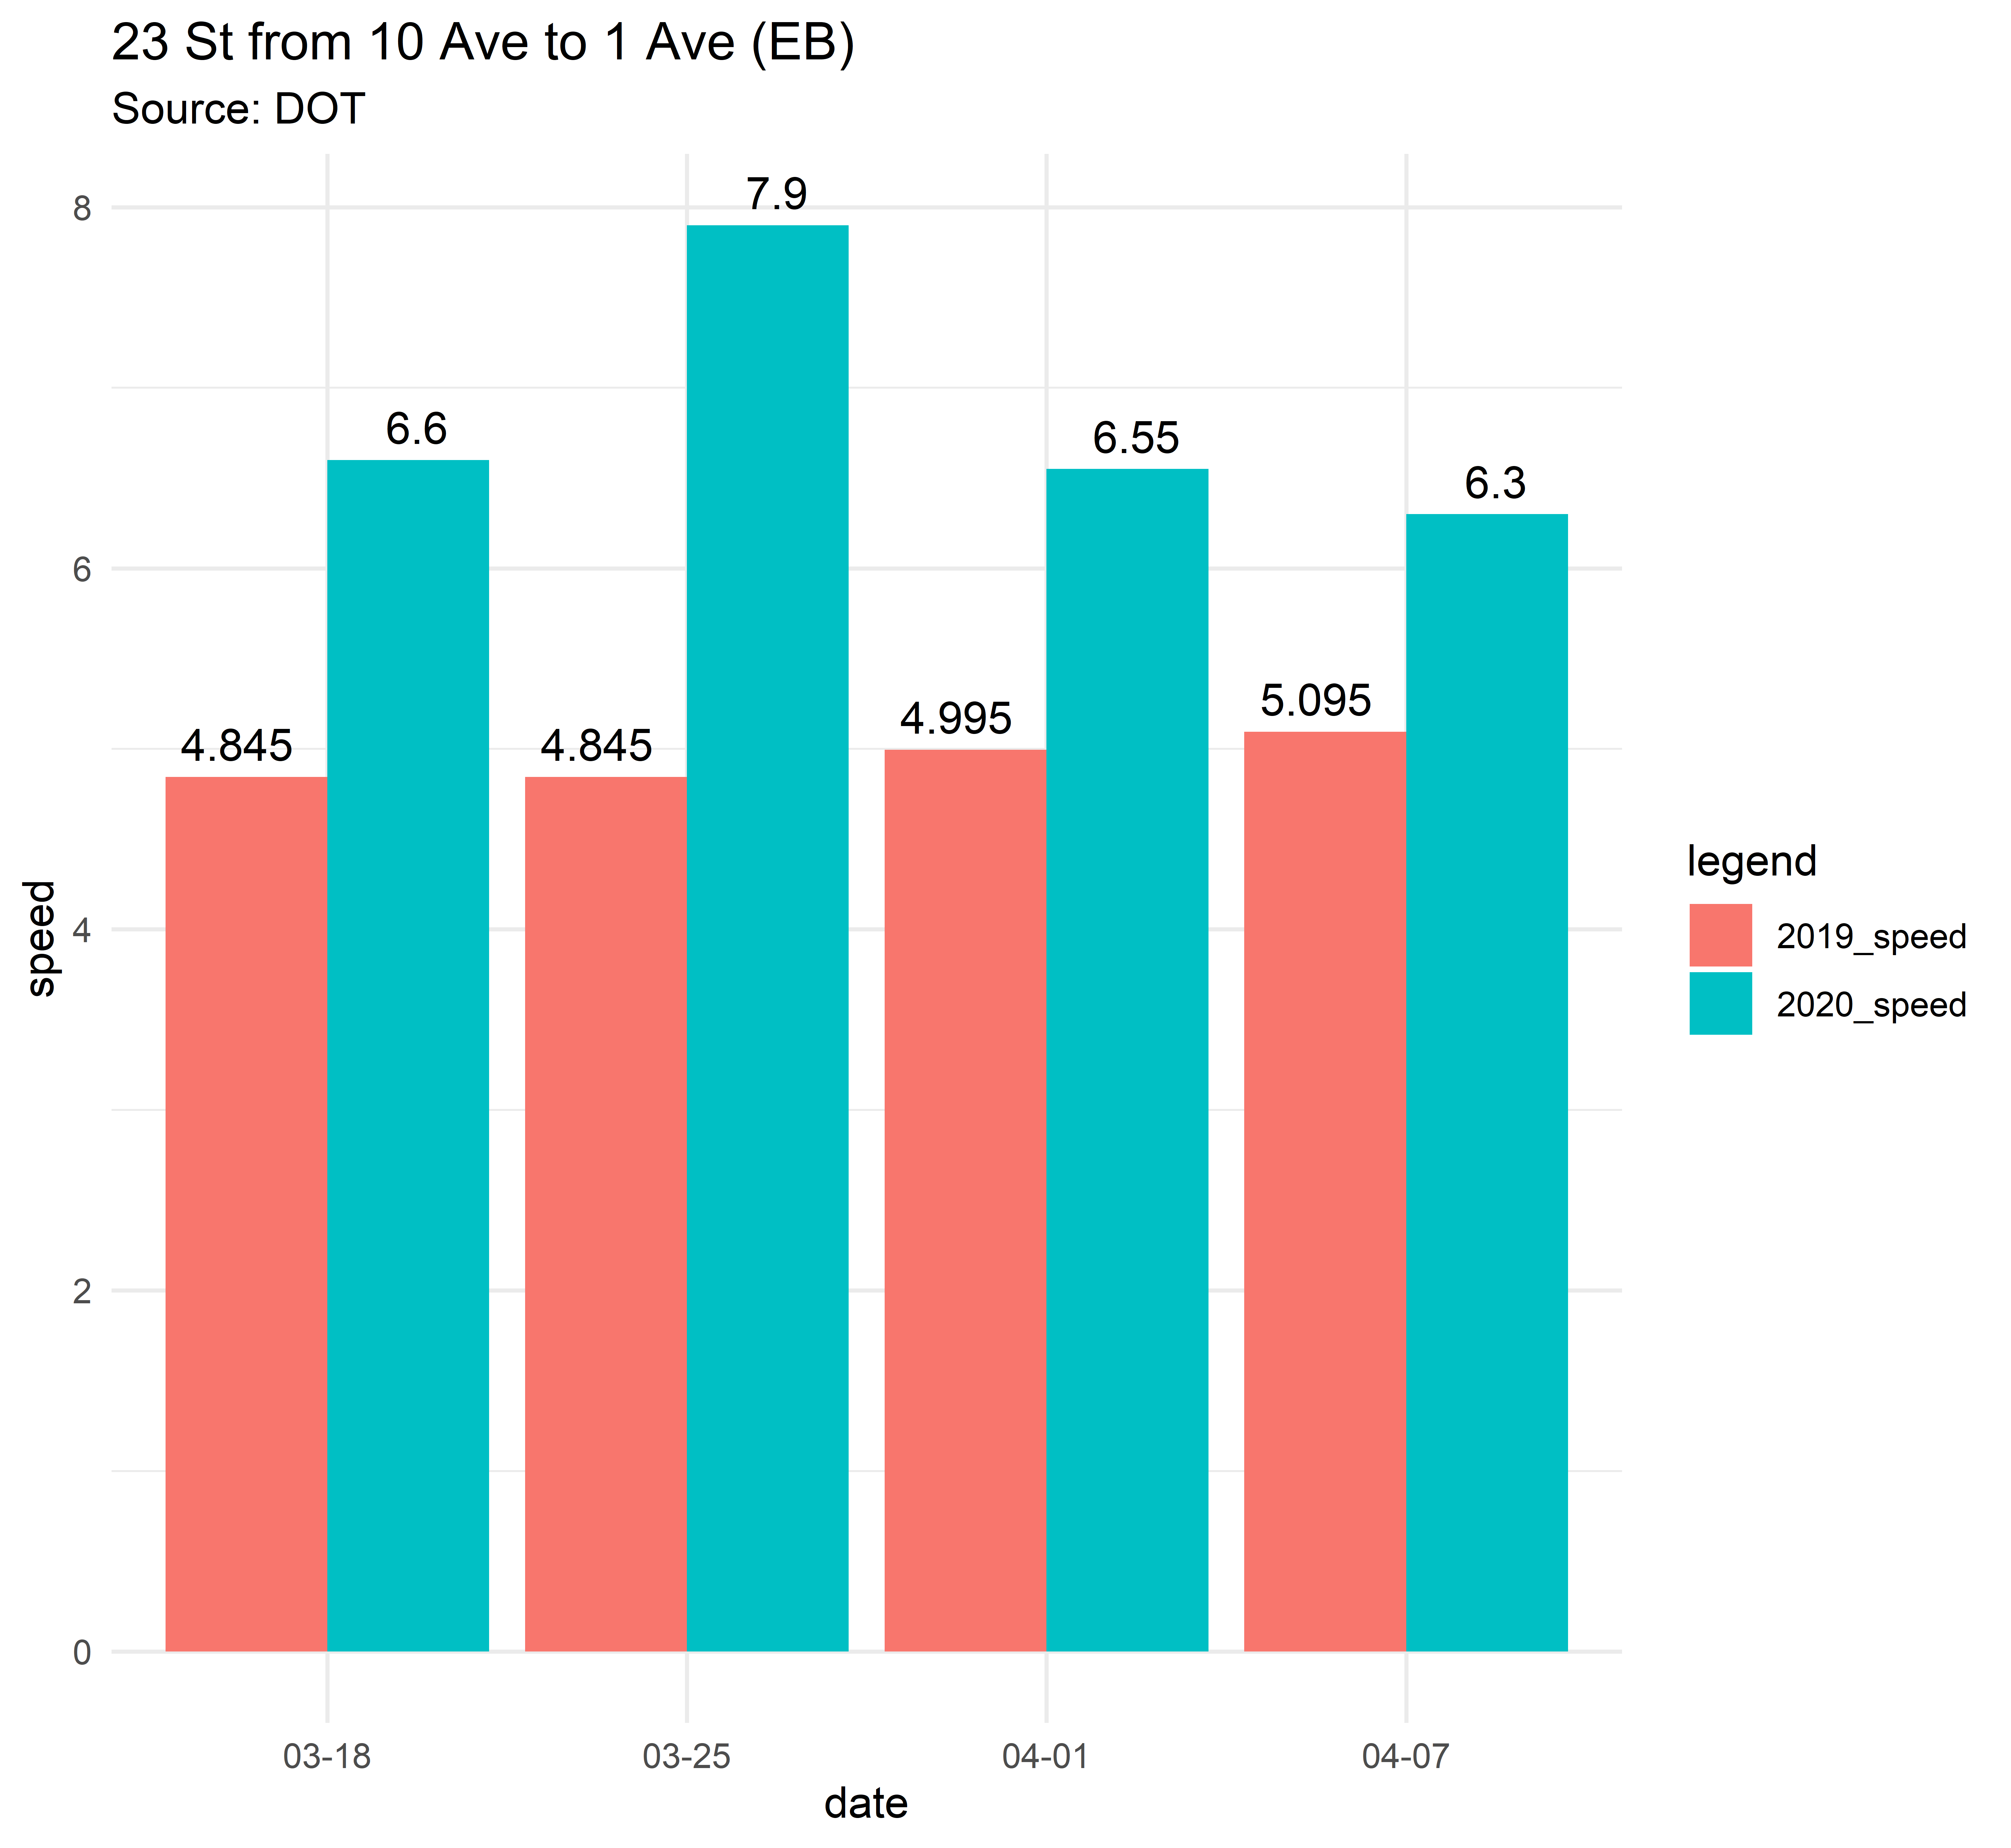 23 St from 10 Ave to 1 Ave (EB)
Source: DOT
8
6
4
2
0
speed
4.845
6.6
4.845
7.9
4.995
6.55
5.095
6.3
03-18
03-25
04-01
04-07
date
legend
2019_speed
2020_speed